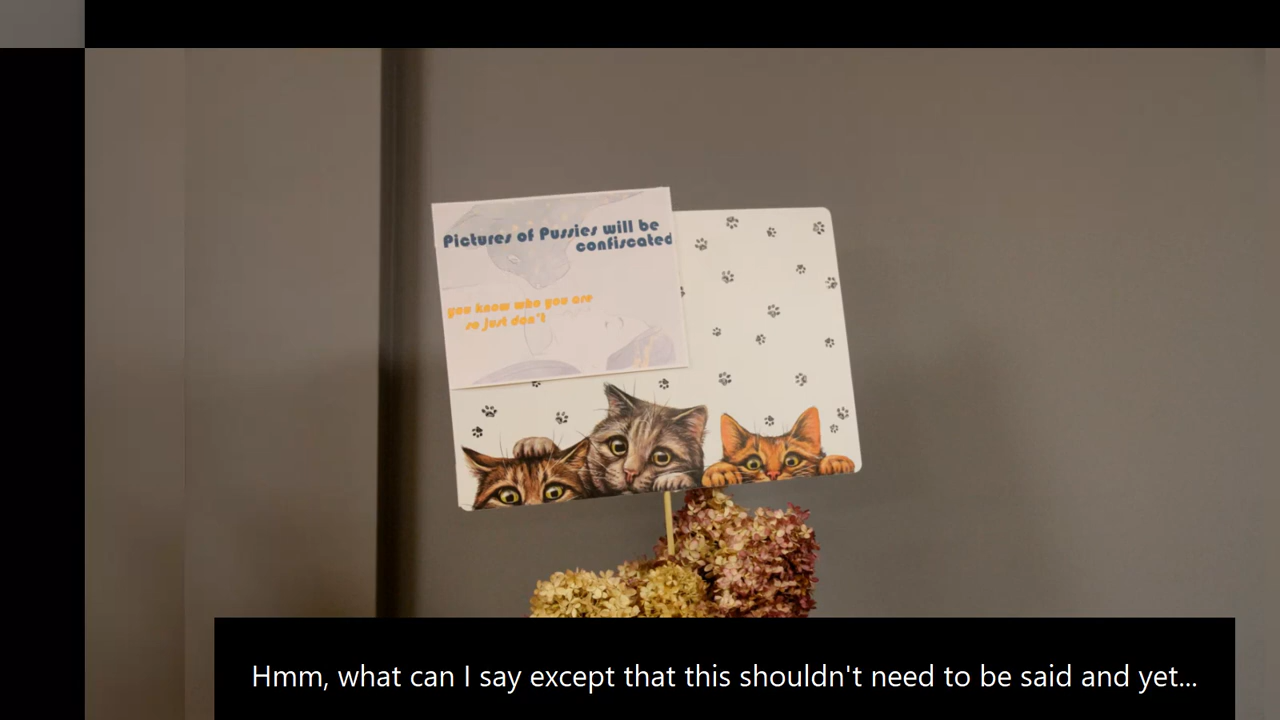 Pictures of Pussies will be
confiscated
you know who you are
so just don't
Hmm, what can I say except that this shouldn't need to be said and yet...